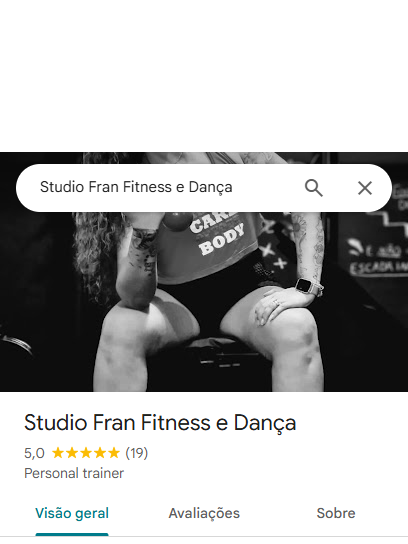 Studio Fran Fitness e Dança
BODY
E NÃO
ESCADA
Studio Fran Fitness e Dança
5,0 (19)
Personal trainer
Visão geral Avaliações Sobre